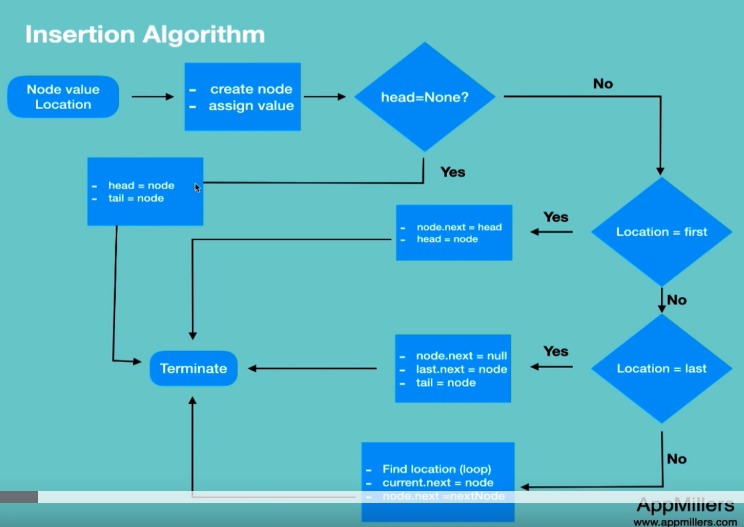 Insertion Algorithm
Node value
Location
- create node
- assign value
head=None?
No
Yes
- head = node
- tail = node
- node.next = head
- head = node
Yes
Location = first
No
- node.next = null
- last.next = node
- tail = node
Yes
Location = last
Terminate
No
- Find location (loop)
- current.next = node
- node.next =nextNode
AppMillers
www.appmillers.com